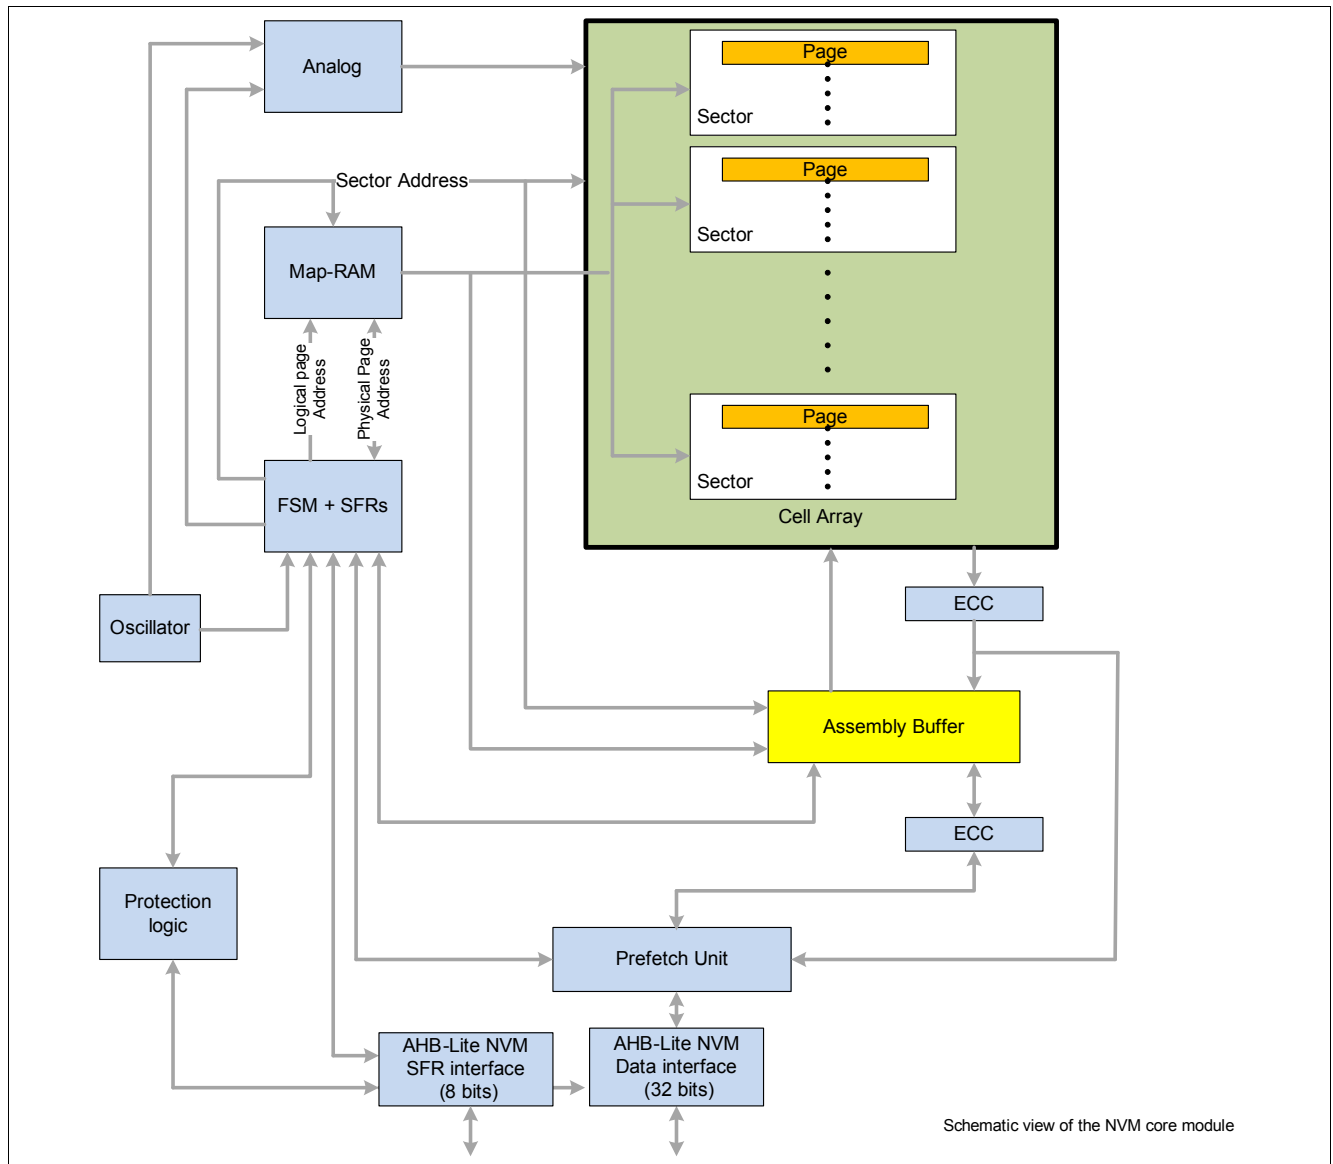 Analog
Page
Sector
Page
Sector
Sector Address
Map-RAM
Logical page
Address
Physical Page
Address
Page
Sector
FSM + SFRs
Cell Array
ECC
Oscillator
Assembly Buffer
ECC
Protection
logic
Prefetch Unit
AHB-Lite NVM
SFR interface
(8 bits)
AHB-Lite NVM
Data interface
(32 bits)
Schematic view of the NVM core module